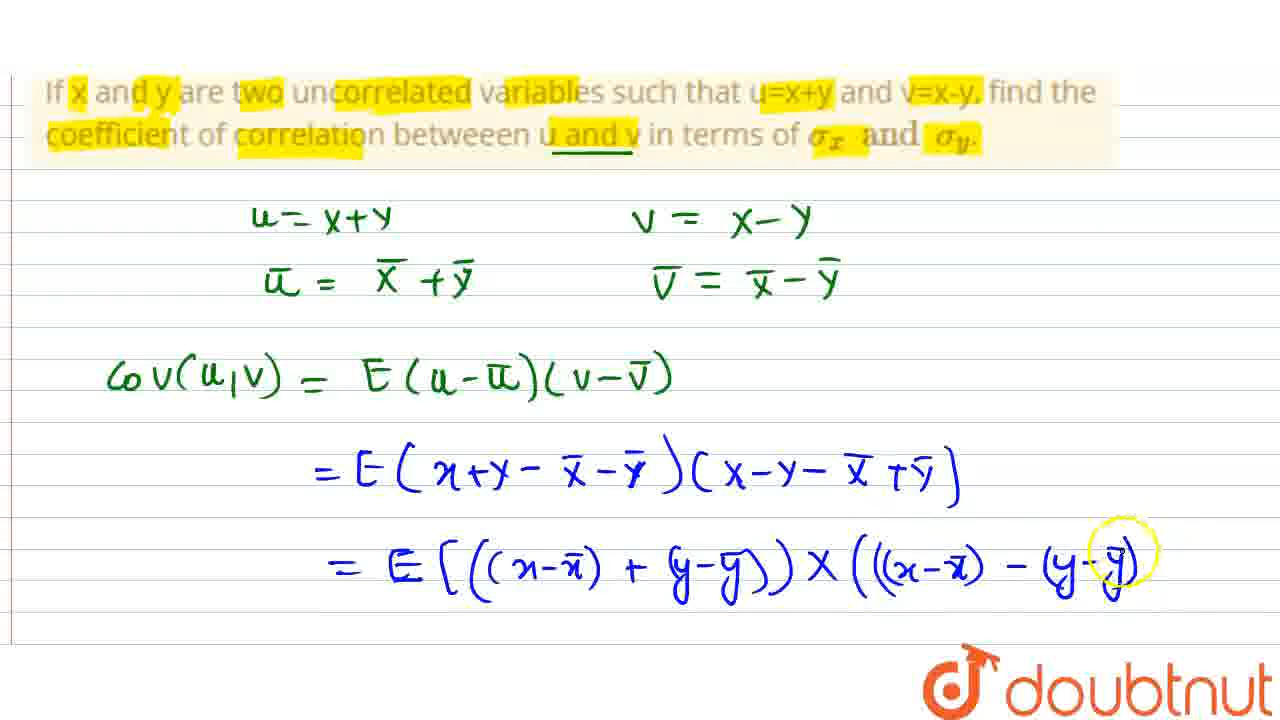 If x and y are two uncorrelated variables such that u=x+y and v=x-y, find the
coefficient of correlation betweeen u and v in terms of σₓ and σᵧ.
u = x+y v = x-y
ū = x̄ + ȳ v̄ = x̄ - ȳ
Cov(u,v) = E(u-ū)(v-v̄)
= E(x+y-x̄-ȳ)(x-y-x̄+ȳ]
= E[((x-x̄) + (y-ȳ)) X (((x-x̄) - (y-ȳ)
doubtnut